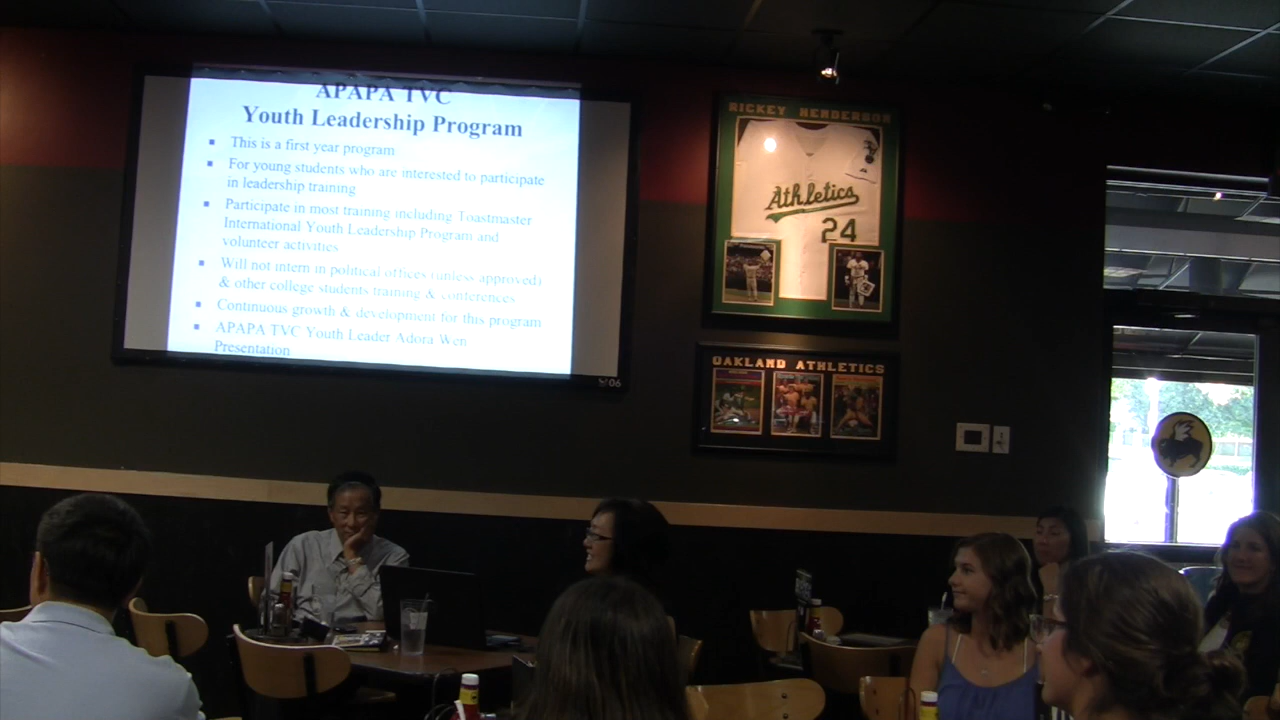 APAPA TVC
Youth Leadership Program
▪ This is a first year program
▪ For young students who are interested to participate
in leadership training
▪ Participate in most training including Toastmaster
International Youth Leadership Program and
volunteer activities
▪ Will not intern in political offices (unless approved)
& other college students training & conferences
▪ Continuous growth & development for this program
▪ APAPA TVC Youth Leader Adora Wen
Presentation
06
RICKEY HENDERSON
Athletics
24
OAKLAND ATHLETICS